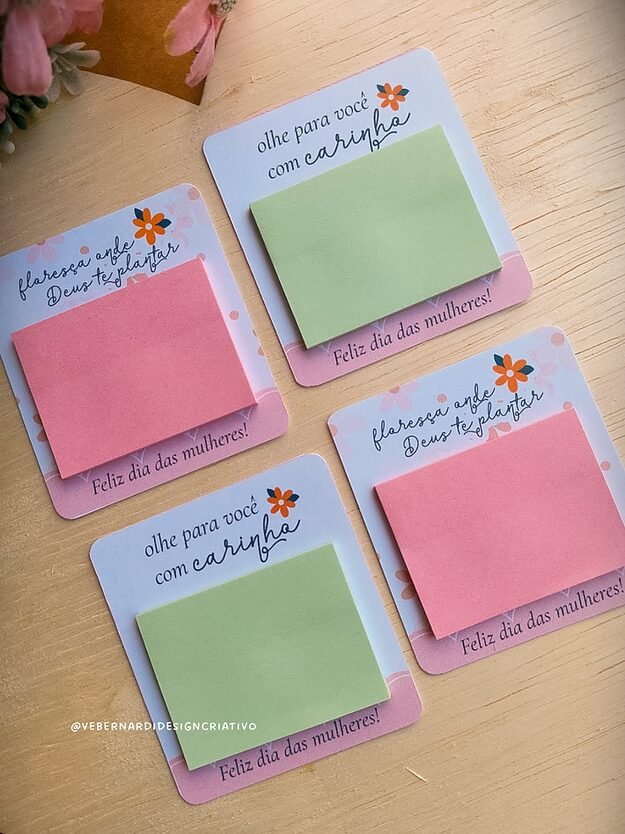 olhe para você
com carinho
Feliz dia das mulheres!
floresça onde
Deus te plantar
Feliz dia das mulheres!
floresça onde
Deus te plantar
Feliz dia das mulheres!
olhe para você
com carinho
Feliz dia das mulheres!
@VEBERNARDIDESIGNCRIATIVO